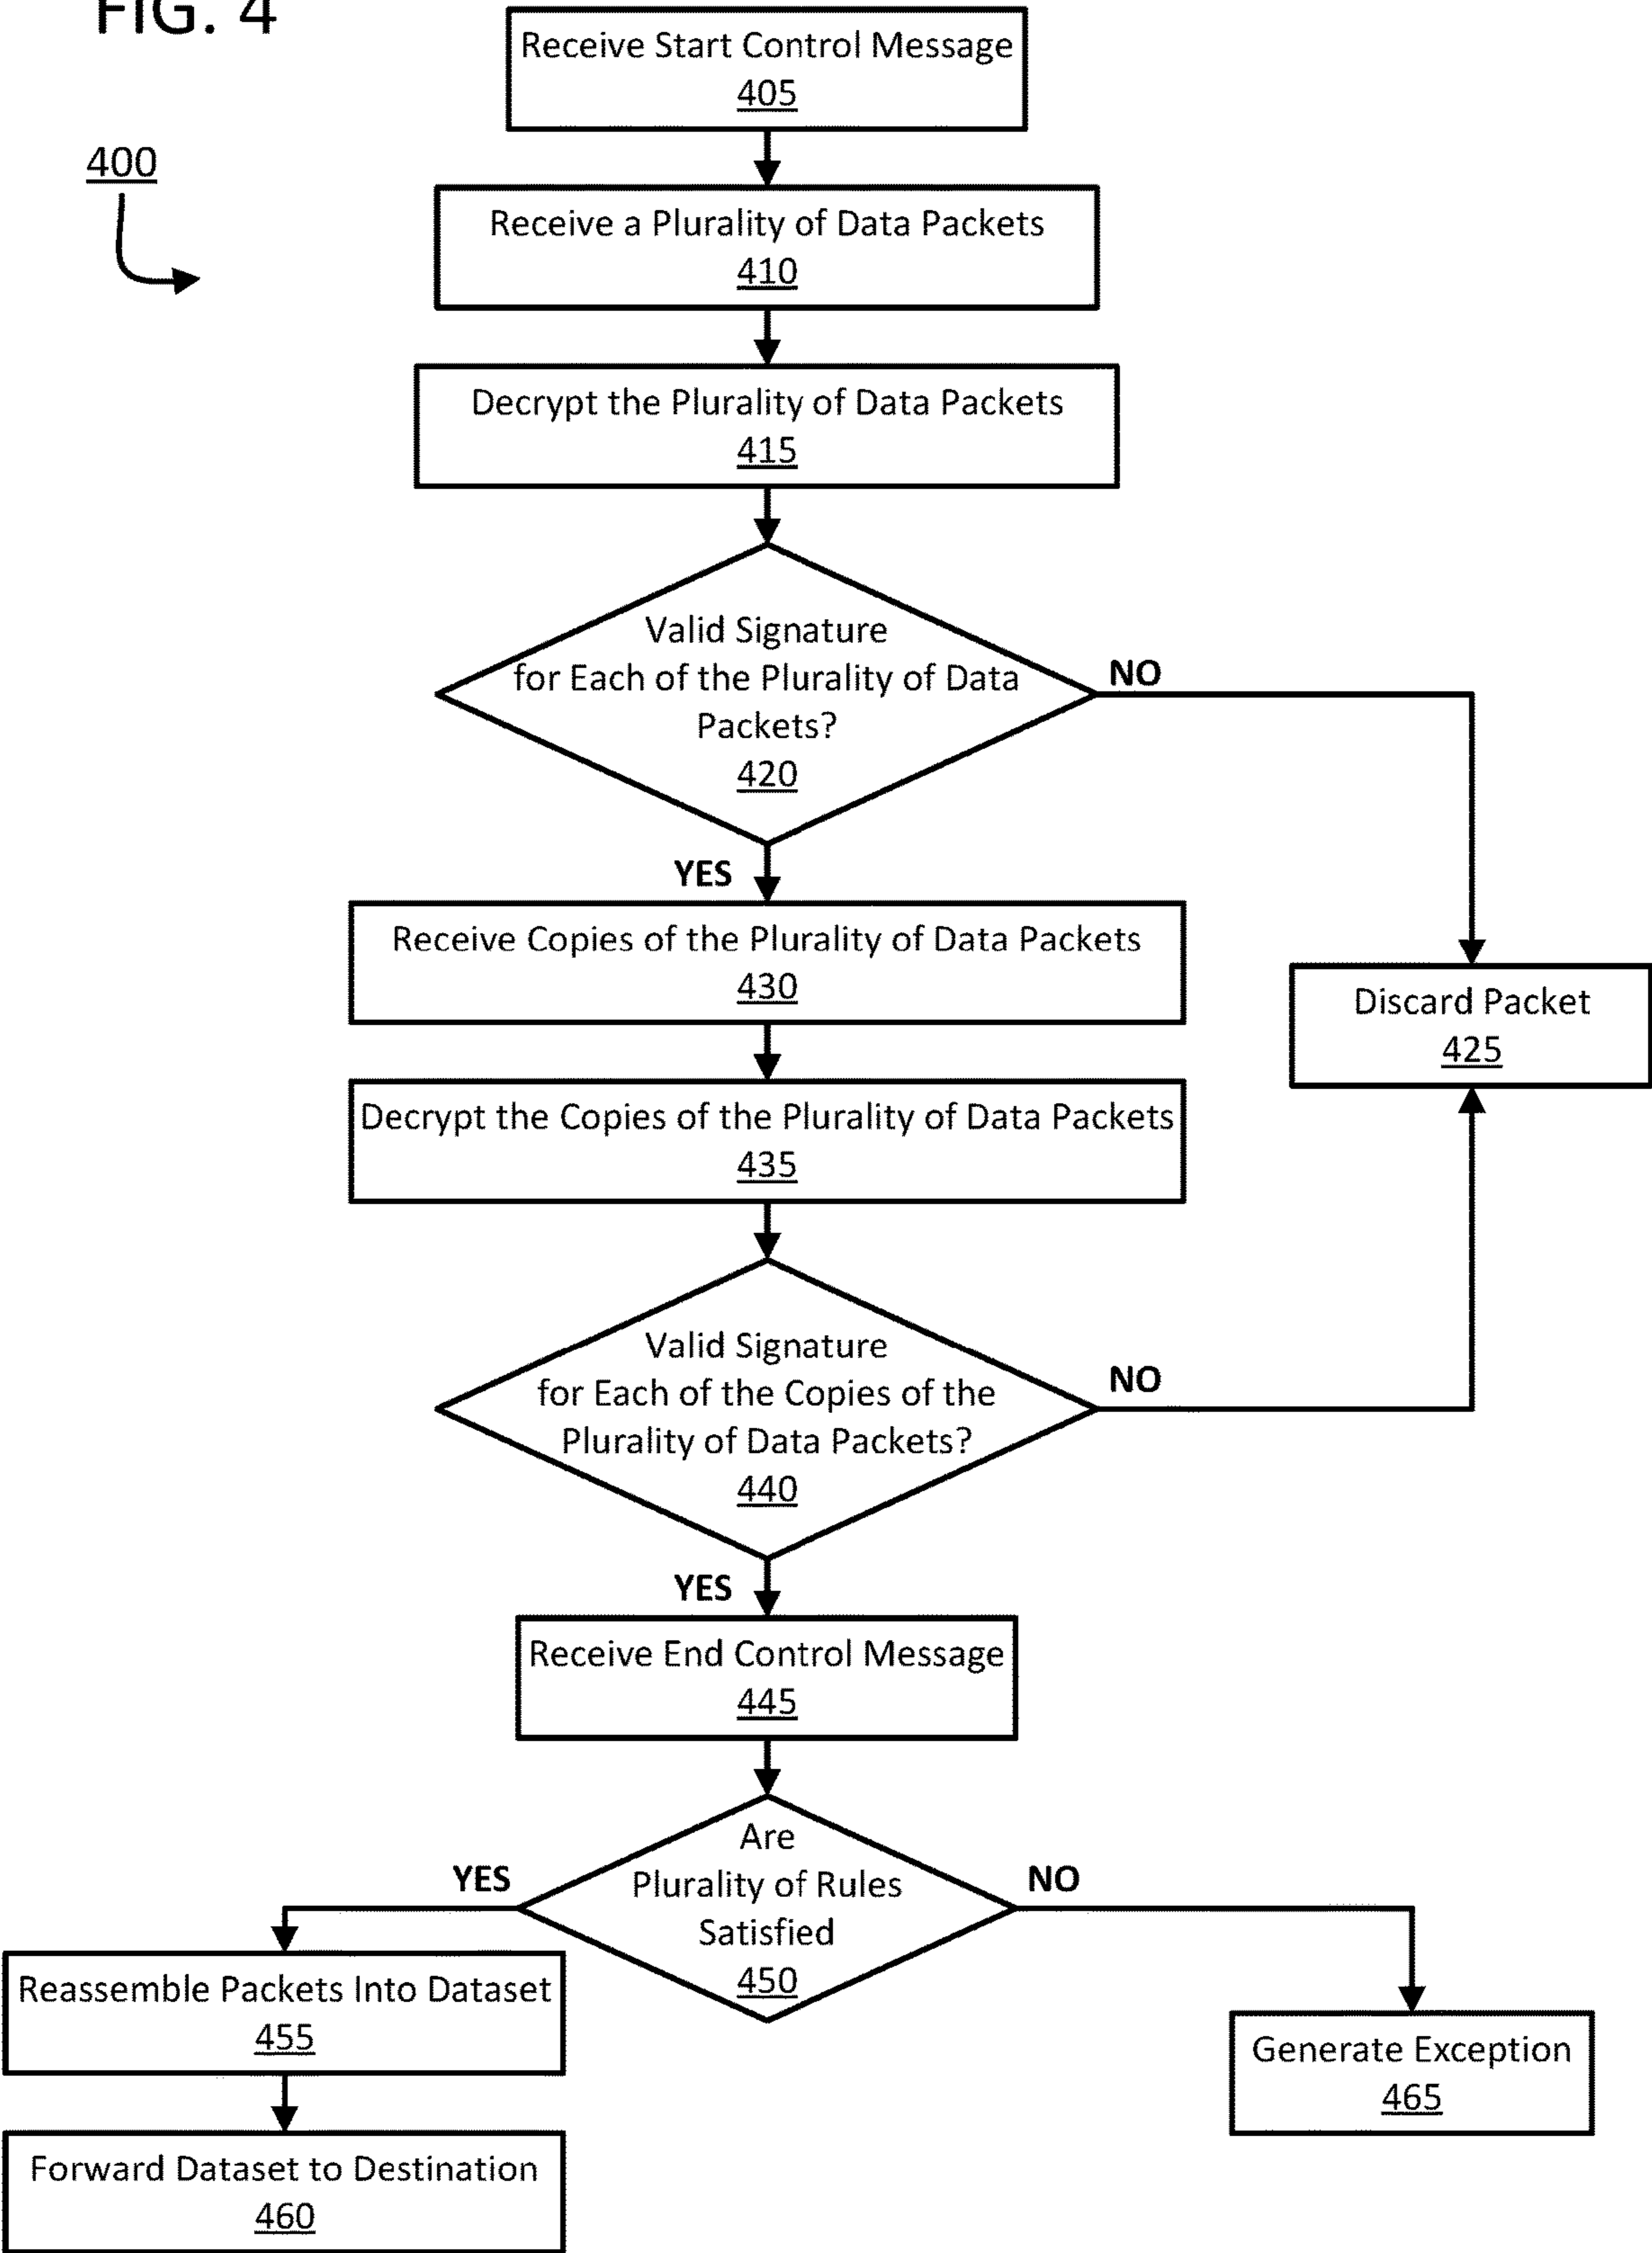 FIG. 4
Receive Start Control Message
405
400
Receive a Plurality of Data Packets
410
Decrypt the Plurality of Data Packets
415
Valid Signature
for Each of the Plurality of Data
Packets?
420
NO
YES
Receive Copies of the Plurality of Data Packets
430
Discard Packet
425
Decrypt the Copies of the Plurality of Data Packets
435
Valid Signature
for Each of the Copies of the
Plurality of Data Packets?
440
NO
YES
Receive End Control Message
445
Are
Plurality of Rules
Satisfied
450
YES
NO
Reassemble Packets Into Dataset
455
Generate Exception
465
Forward Dataset to Destination
460